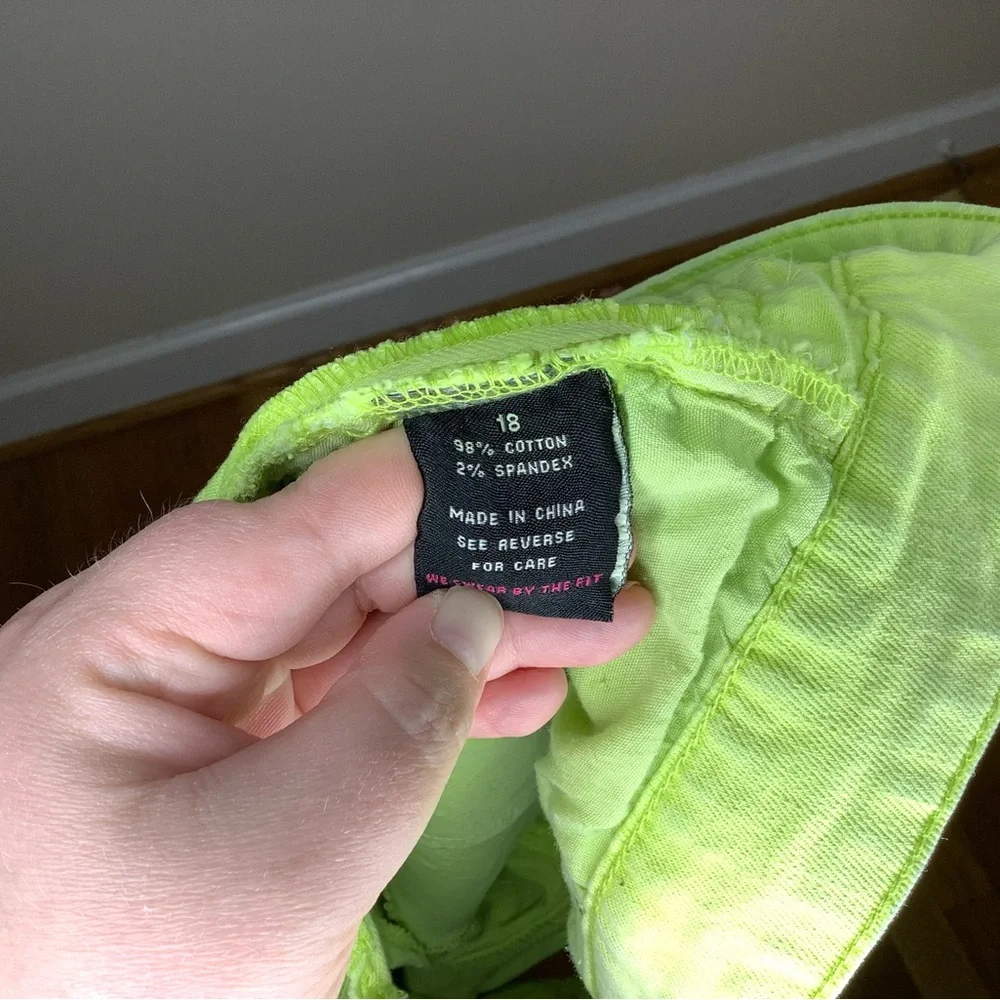 18
98% COTTON
2% SPANDEX
MADE IN CHINA
SEE REVERSE
FOR CARE
WE SWEAR BY THE FIT